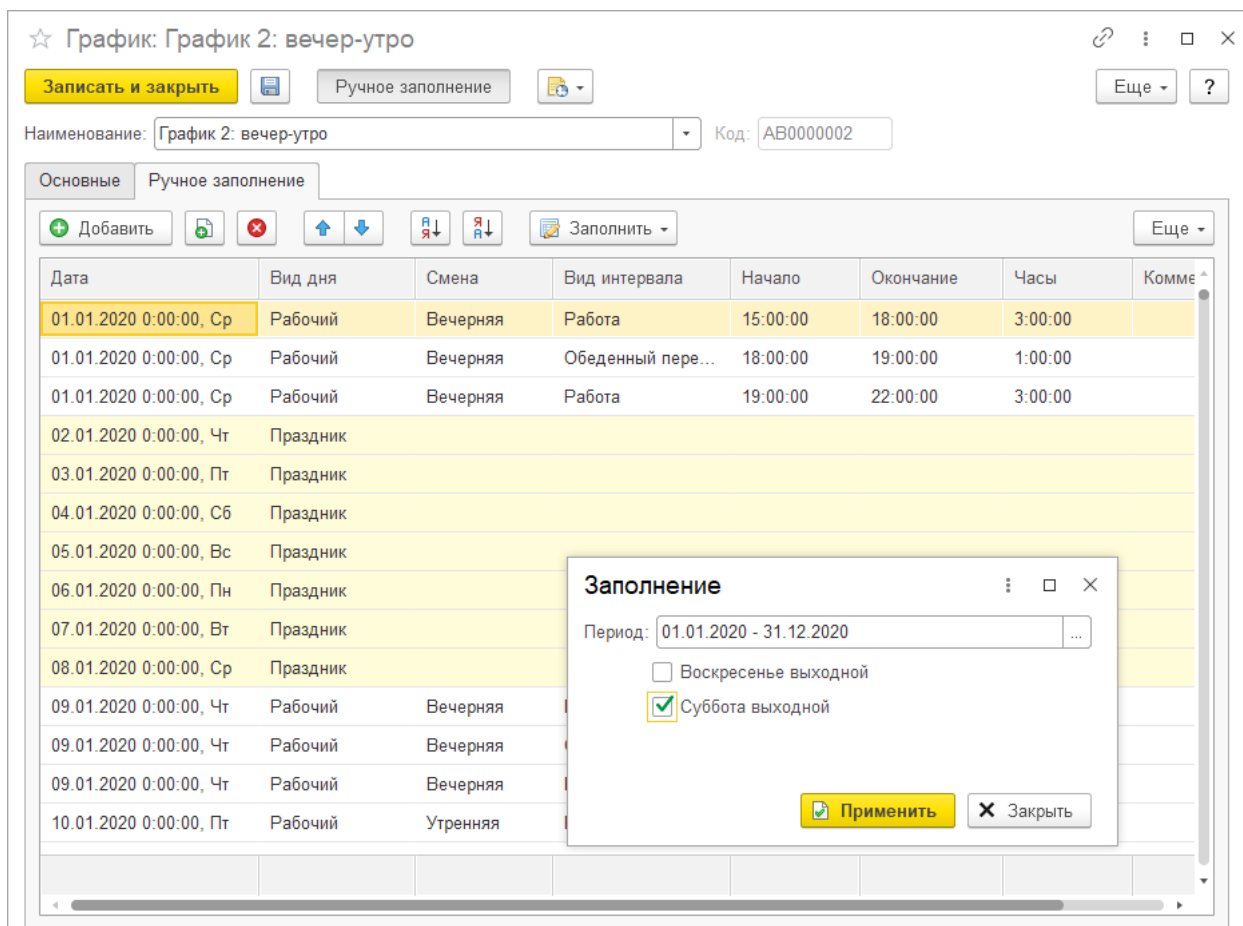 График: График 2: вечер-утро
Записать и закрыть Ручное заполнение Еще ?
Наименование: График 2: вечер-утро Код: АВ0000002
Основные Ручное заполнение
Добавить Заполнить Еще
Дата Вид дня Смена Вид интервала Начало Окончание Часы Комме
01.01.2020 0:00:00, Ср Рабочий Вечерняя Работа 15:00:00 18:00:00 3:00:00
01.01.2020 0:00:00, Ср Рабочий Вечерняя Обеденный пере... 18:00:00 19:00:00 1:00:00
01.01.2020 0:00:00, Ср Рабочий Вечерняя Работа 19:00:00 22:00:00 3:00:00
02.01.2020 0:00:00, Чт Праздник
03.01.2020 0:00:00, Пт Праздник
04.01.2020 0:00:00, Сб Праздник
05.01.2020 0:00:00, Вс Праздник
06.01.2020 0:00:00, Пн Праздник
07.01.2020 0:00:00, Вт Праздник
08.01.2020 0:00:00, Ср Праздник
09.01.2020 0:00:00, Чт Рабочий Вечерняя
09.01.2020 0:00:00, Чт Рабочий Вечерняя
09.01.2020 0:00:00, Чт Рабочий Вечерняя
10.01.2020 0:00:00, Пт Рабочий Утренняя
Заполнение
Период: 01.01.2020 - 31.12.2020 ...
Воскресенье выходной
Суббота выходной
Применить Закрыть